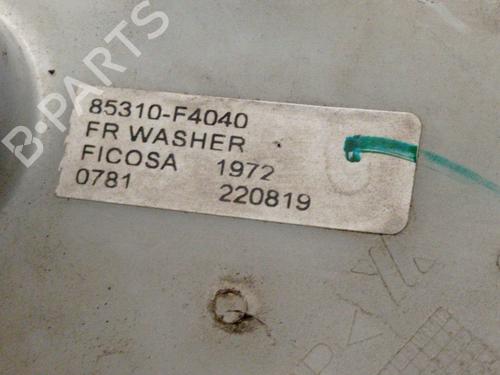 B-PARTS
85310-F4040
FR WASHER
FICOSA 1972
0781 220819